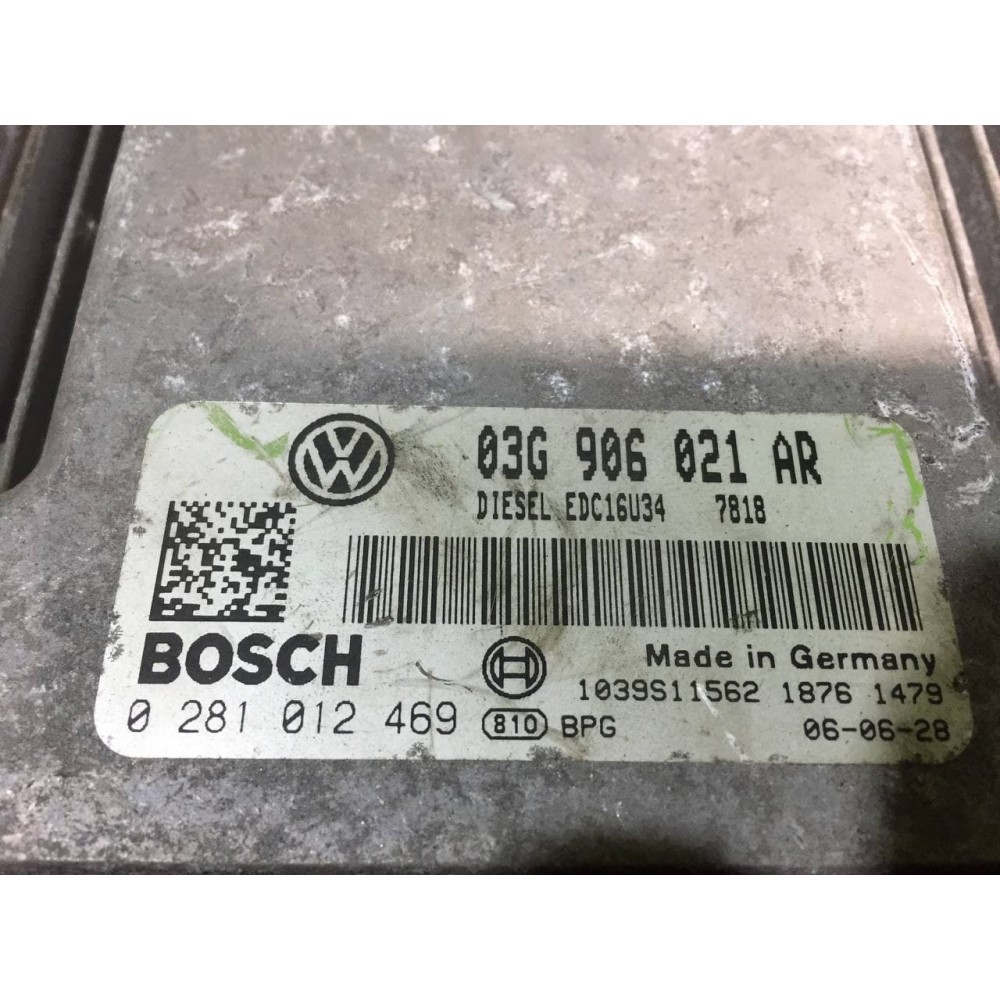 03G 906 021 AR
DIESEL EDC16U34 7818
BOSCH
Made in Germany
1039S11562 1876 1479
0 281 012 469 810 BPG 06-06-28